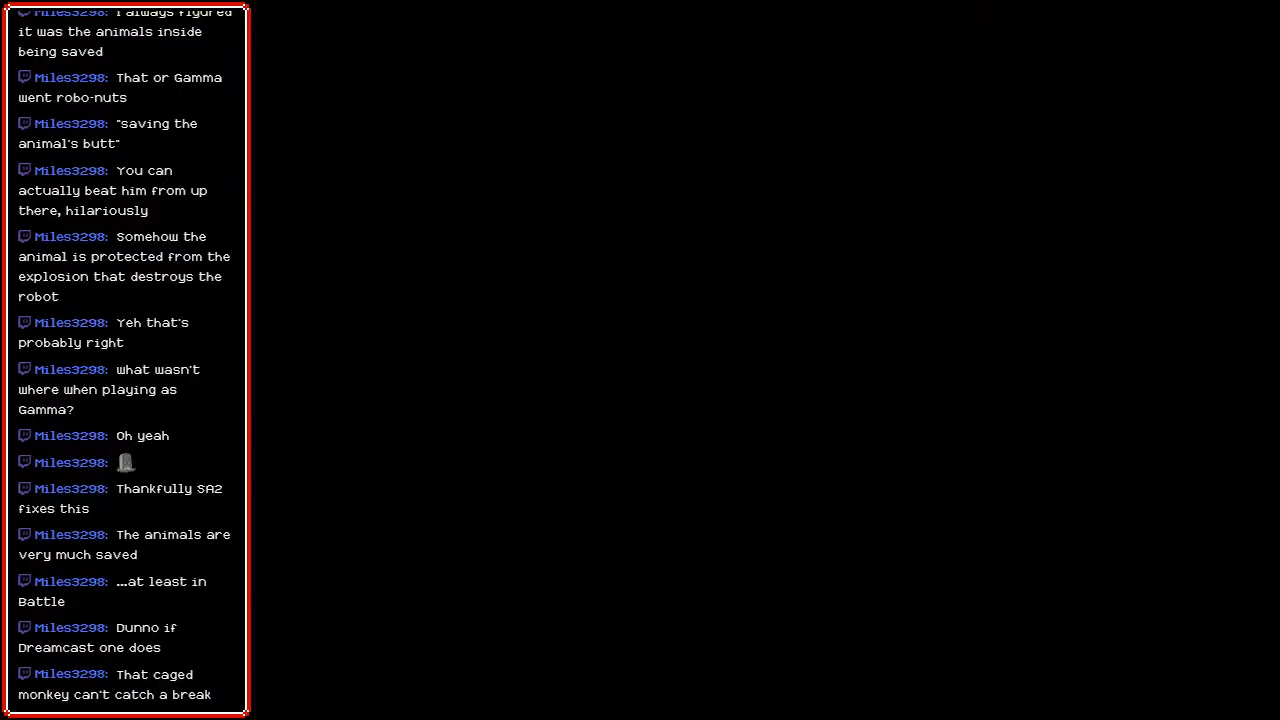 Miles3298: I always figured
it was the animals inside
being saved
Miles3298: That or Gamma
went robo-nuts
Miles3298: "saving the
animal's butt"
Miles3298: You can
actually beat him from up
there, hilariously
Miles3298: Somehow the
animal is protected from the
explosion that destroys the
robot
Miles3298: Yeh that's
probably right
Miles3298: what wasn't
where when playing as
Gamma?
Miles3298: Oh yeah
Miles3298:
Miles3298: Thankfully SA2
fixes this
Miles3298: The animals are
very much saved
Miles3298: ...at least in
Battle
Miles3298: Dunno if
Dreamcast one does
Miles3298: That caged
monkey can't catch a break